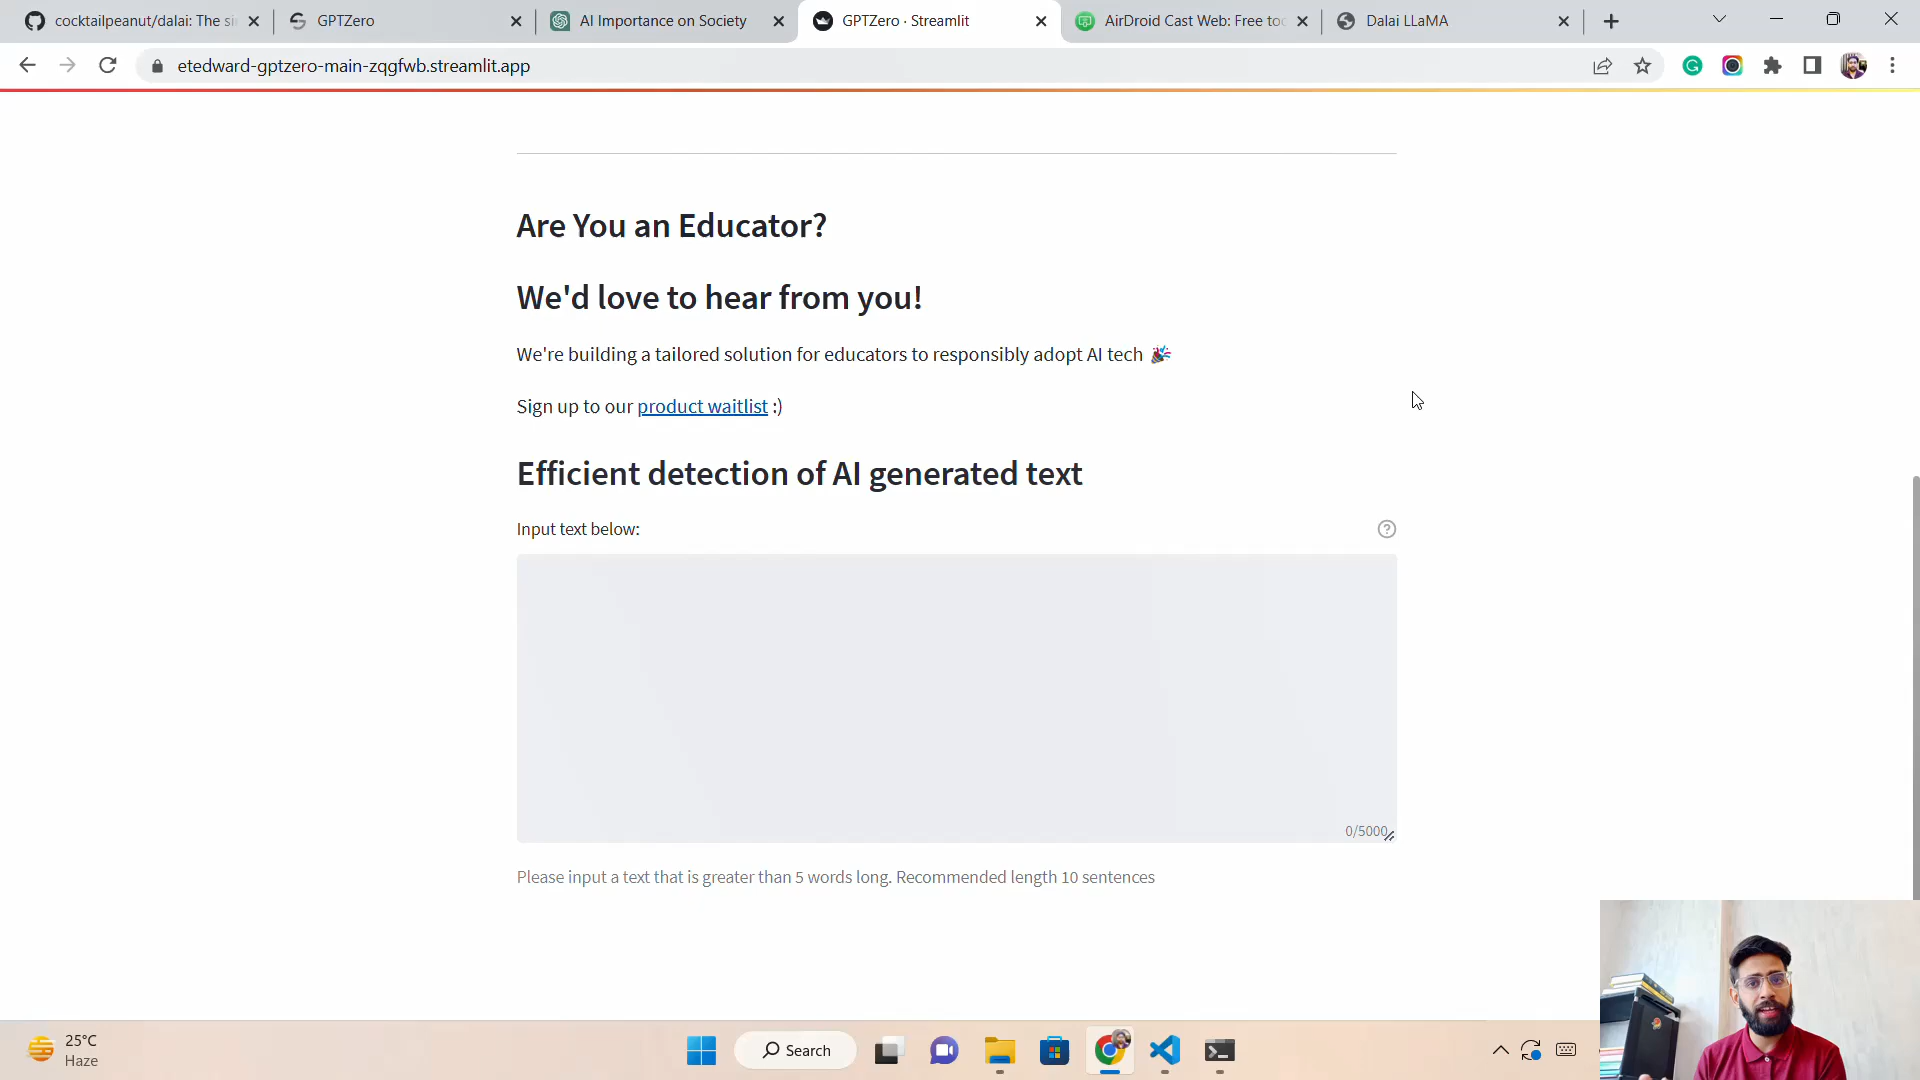 cocktailpeanut/dalai: The si
GPTZero
AI Importance on Society
GPTZero · Streamlit
AirDroid Cast Web: Free too
Dalai LLaMA
etedward-gptzero-main-zqgfwb.streamlit.app
Are You an Educator?
We'd love to hear from you!
We're building a tailored solution for educators to responsibly adopt AI tech 🎉
Sign up to our product waitlist :)
Efficient detection of AI generated text
Input text below:
0/5000
Please input a text that is greater than 5 words long. Recommended length 10 sentences
25°C
Haze
Search